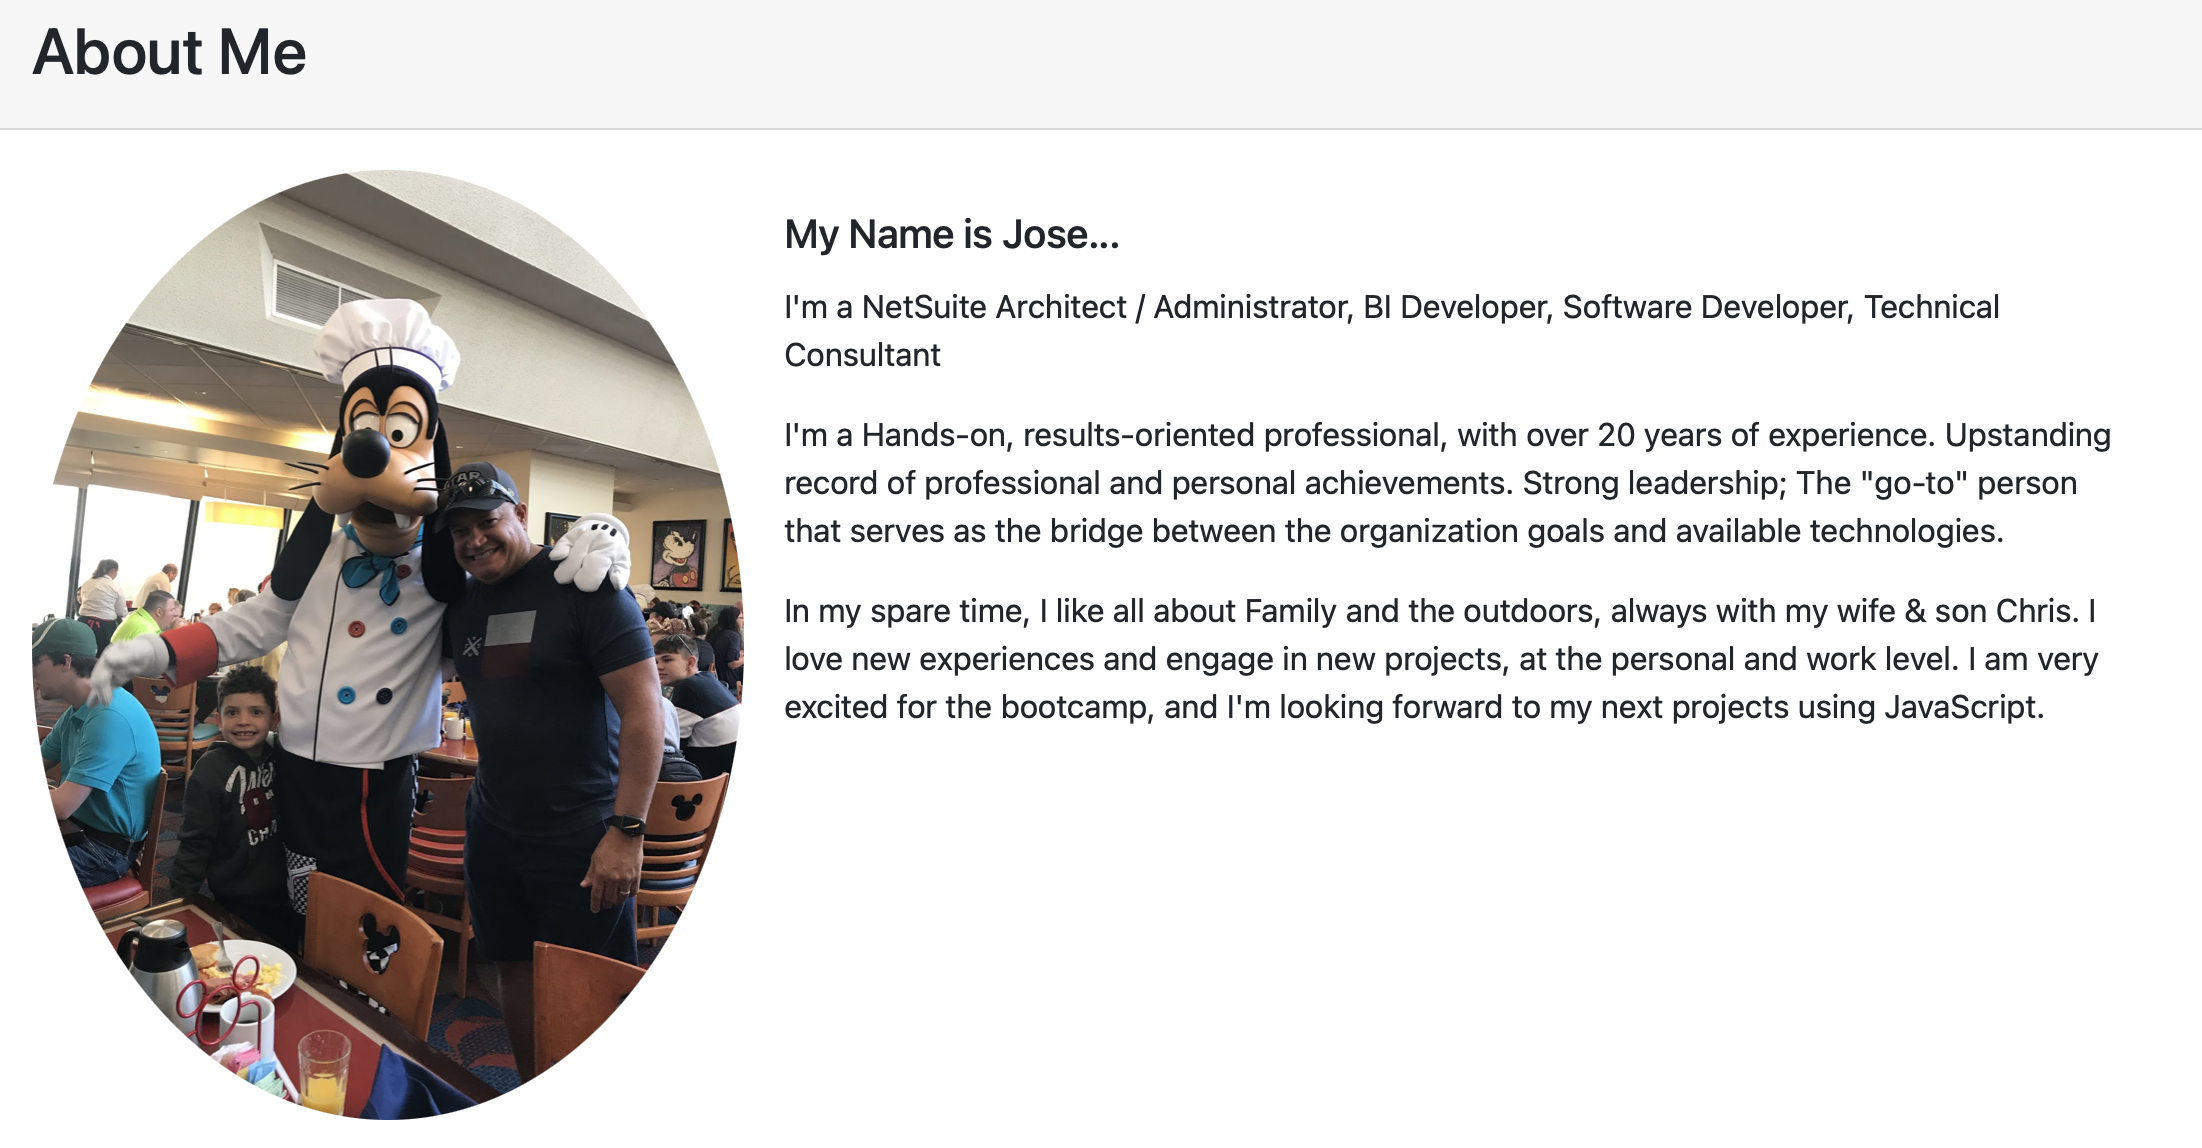 About Me
My Name is Jose...
I'm a NetSuite Architect / Administrator, BI Developer, Software Developer, Technical
Consultant
I'm a Hands-on, results-oriented professional, with over 20 years of experience. Upstanding
record of professional and personal achievements. Strong leadership; The "go-to" person
that serves as the bridge between the organization goals and available technologies.
In my spare time, I like all about Family and the outdoors, always with my wife & son Chris. I
love new experiences and engage in new projects, at the personal and work level. I am very
excited for the bootcamp, and I'm looking forward to my next projects using JavaScript.